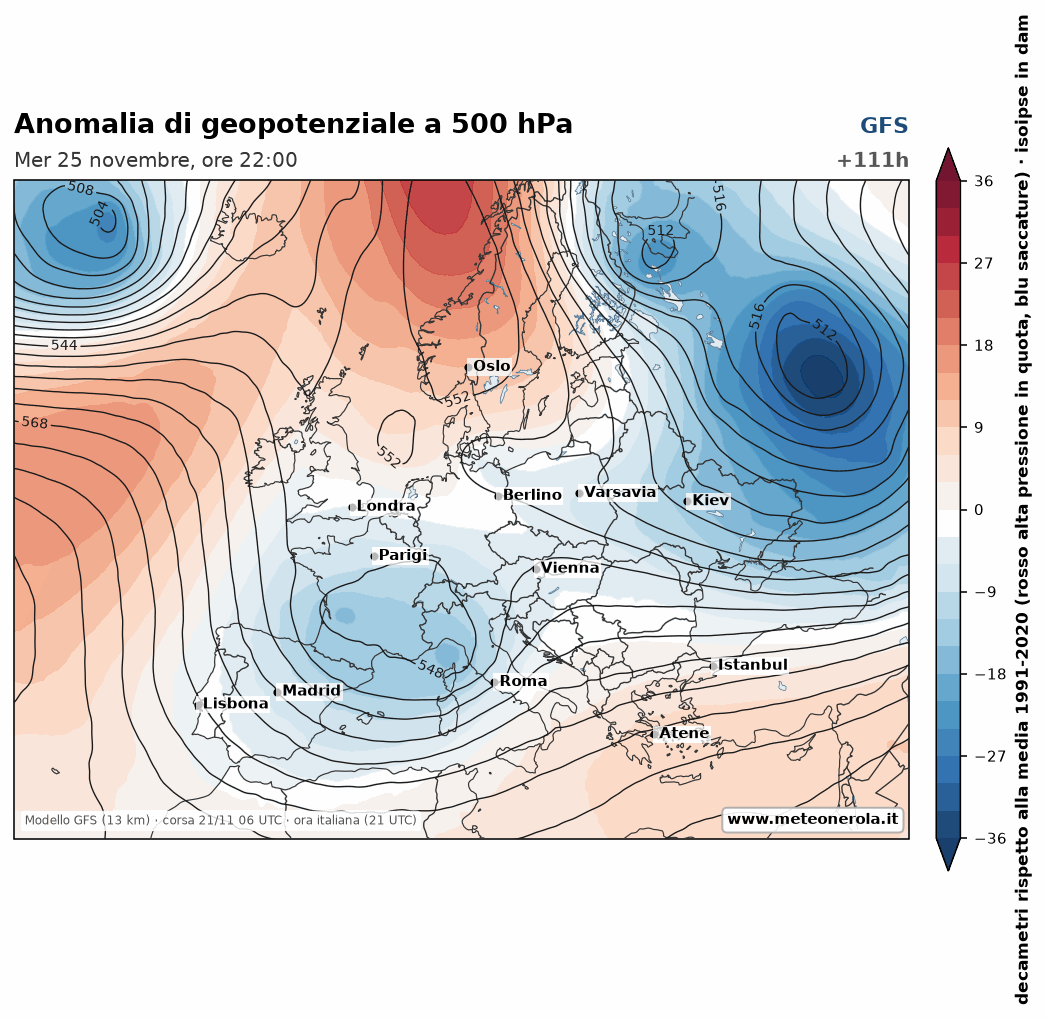 Anomalia di geopotenziale a 500 hPa
GFS
Mer 25 novembre, ore 22:00
+111h
508
504
544
568
552
552
548
516
512
516
512
Oslo
Londra
Berlino
Varsavia
Kiev
Parigi
Vienna
Madrid
Lisbona
Roma
Istanbul
Atene
Modello GFS (13 km) · corsa 21/11 06 UTC · ora italiana (21 UTC)
www.meteonerola.it
36
27
18
9
0
−9
−18
−27
−36
decametri rispetto alla media 1991-2020 (rosso alta pressione in quota, blu saccature) · isoipse in dam